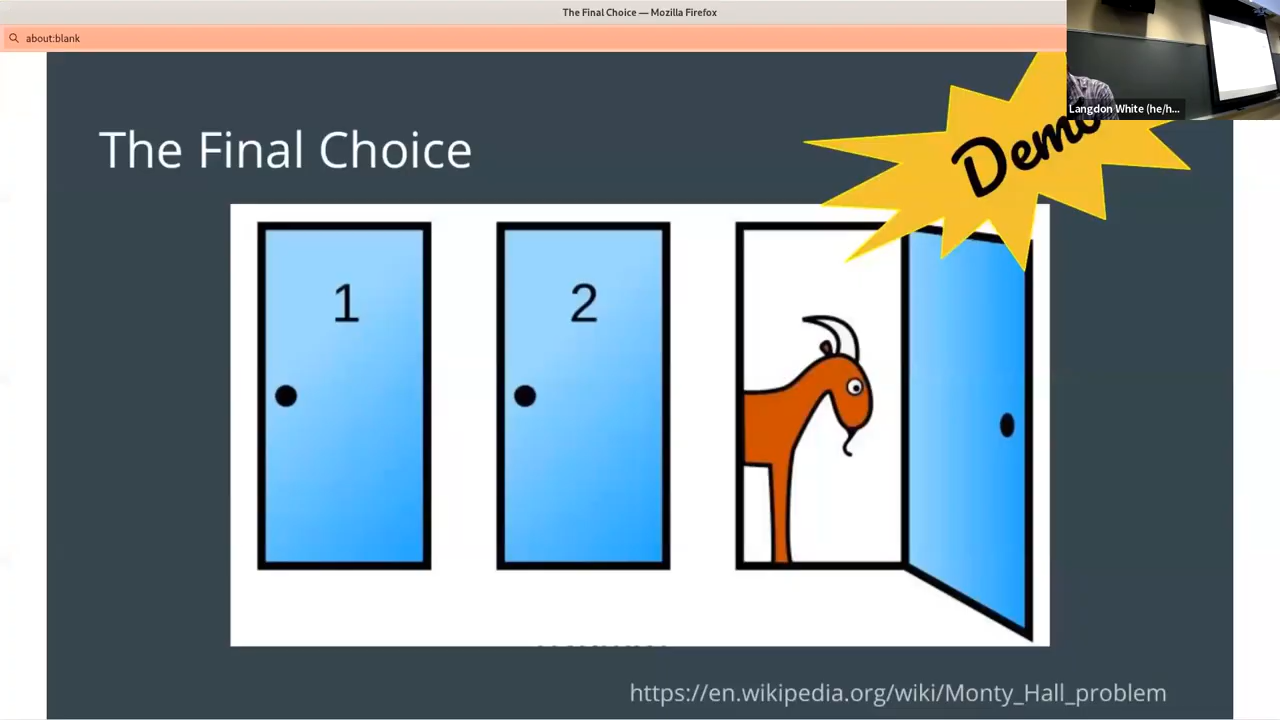 The Final Choice — Mozilla Firefox
about:blank
Langdon White (he/h...
Demo
The Final Choice
1
2
https://en.wikipedia.org/wiki/Monty_Hall_problem